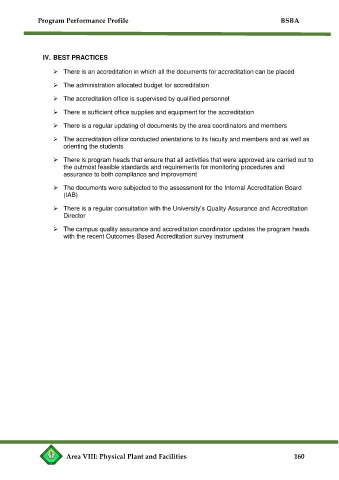 Program Performance Profile BSBA
IV. BEST PRACTICES
➢ There is an accreditation in which all the documents for accreditation can be placed
➢ The administration allocated budget for accreditation
➢ The accreditation office is supervised by qualified personnel
➢ There is sufficient office supplies and equipment for the accreditation
➢ There is a regular updating of documents by the area coordinators and members
➢ The accreditation office conducted orientations to its faculty and members and as well as
orienting the students
➢ There is program heads that ensure that all activities that were approved are carried out to
the outmost feasible standards and requirements for monitoring procedures and
assurance to both compliance and improvement
➢ The documents were subjected to the assessment for the Internal Accreditation Board
(IAB)
➢ There is a regular consultation with the University's Quality Assurance and Accreditation
Director
➢ The campus quality assurance and accreditation coordinator updates the program heads
with the recent Outcomes-Based Accreditation survey instrument
Area VIII: Physical Plant and Facilities 160